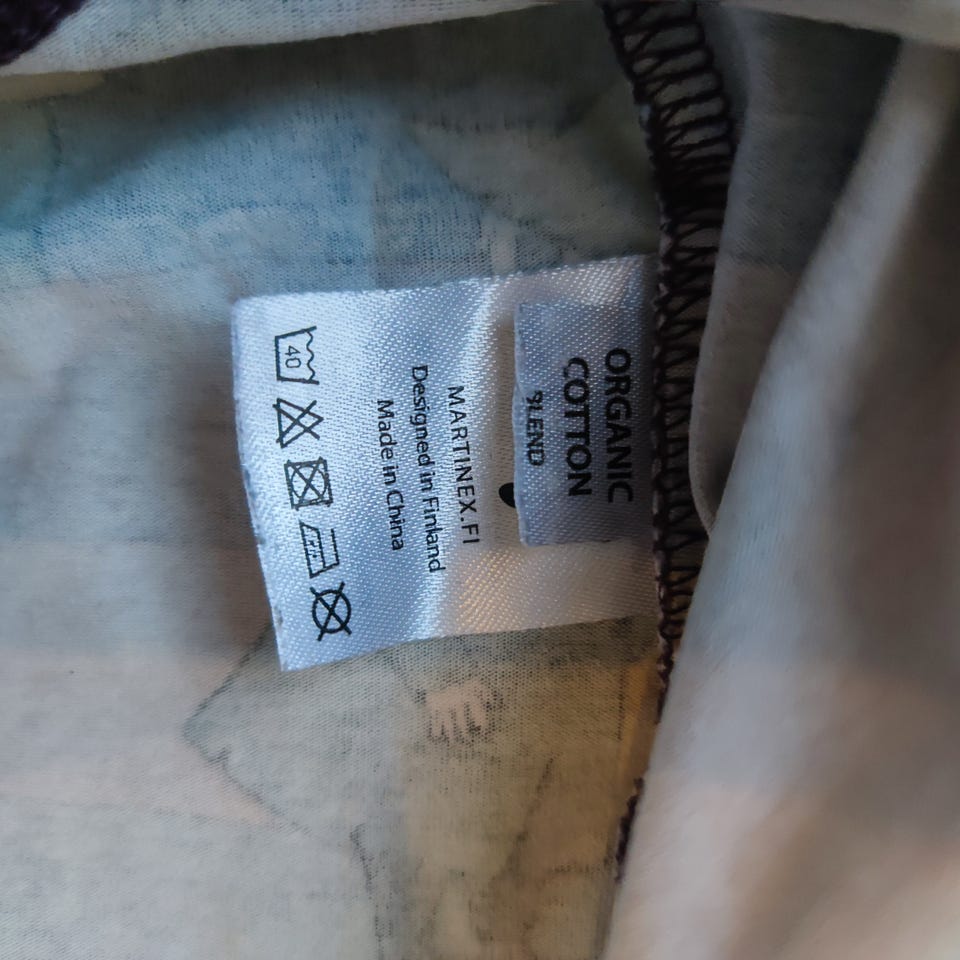 ORGANIC
COTTON
BLEND
MARTINEX.FI
Designed in Finland
Made in China
40